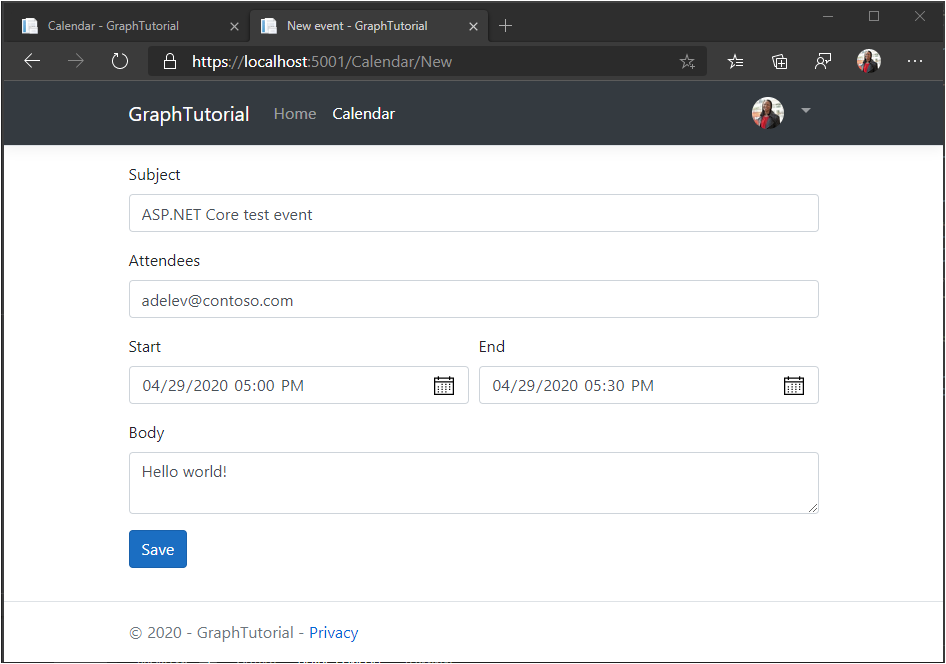 Calendar - GraphTutorial
New event - GraphTutorial
https://localhost:5001/Calendar/New
GraphTutorial Home Calendar
Subject
ASP.NET Core test event
Attendees
adelev@contoso.com
Start End
04/29/2020 05:00 PM 04/29/2020 05:30 PM
Body
Hello world!
Save
© 2020 - GraphTutorial - Privacy